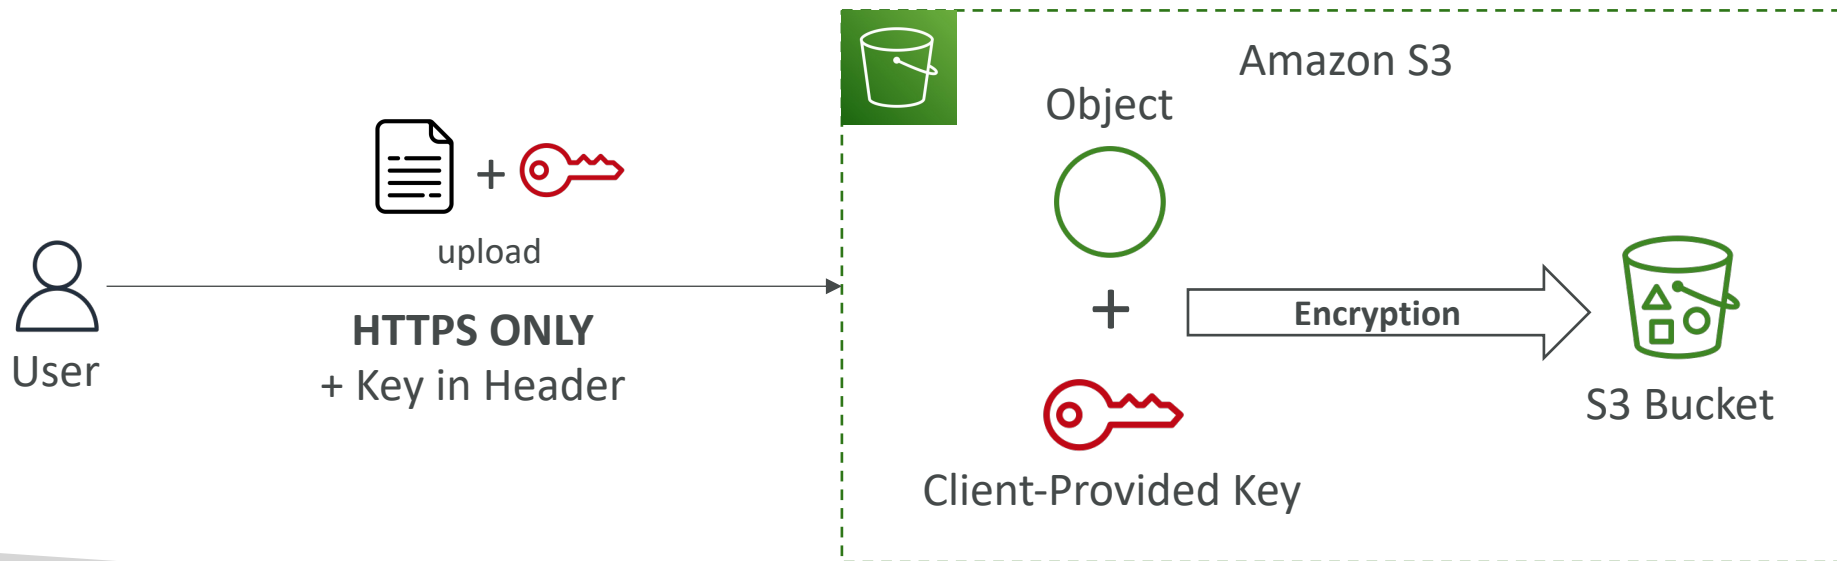 Amazon S3
Object
+
upload
HTTPS ONLY
+ Key in Header
User
+
Encryption
S3 Bucket
Client-Provided Key